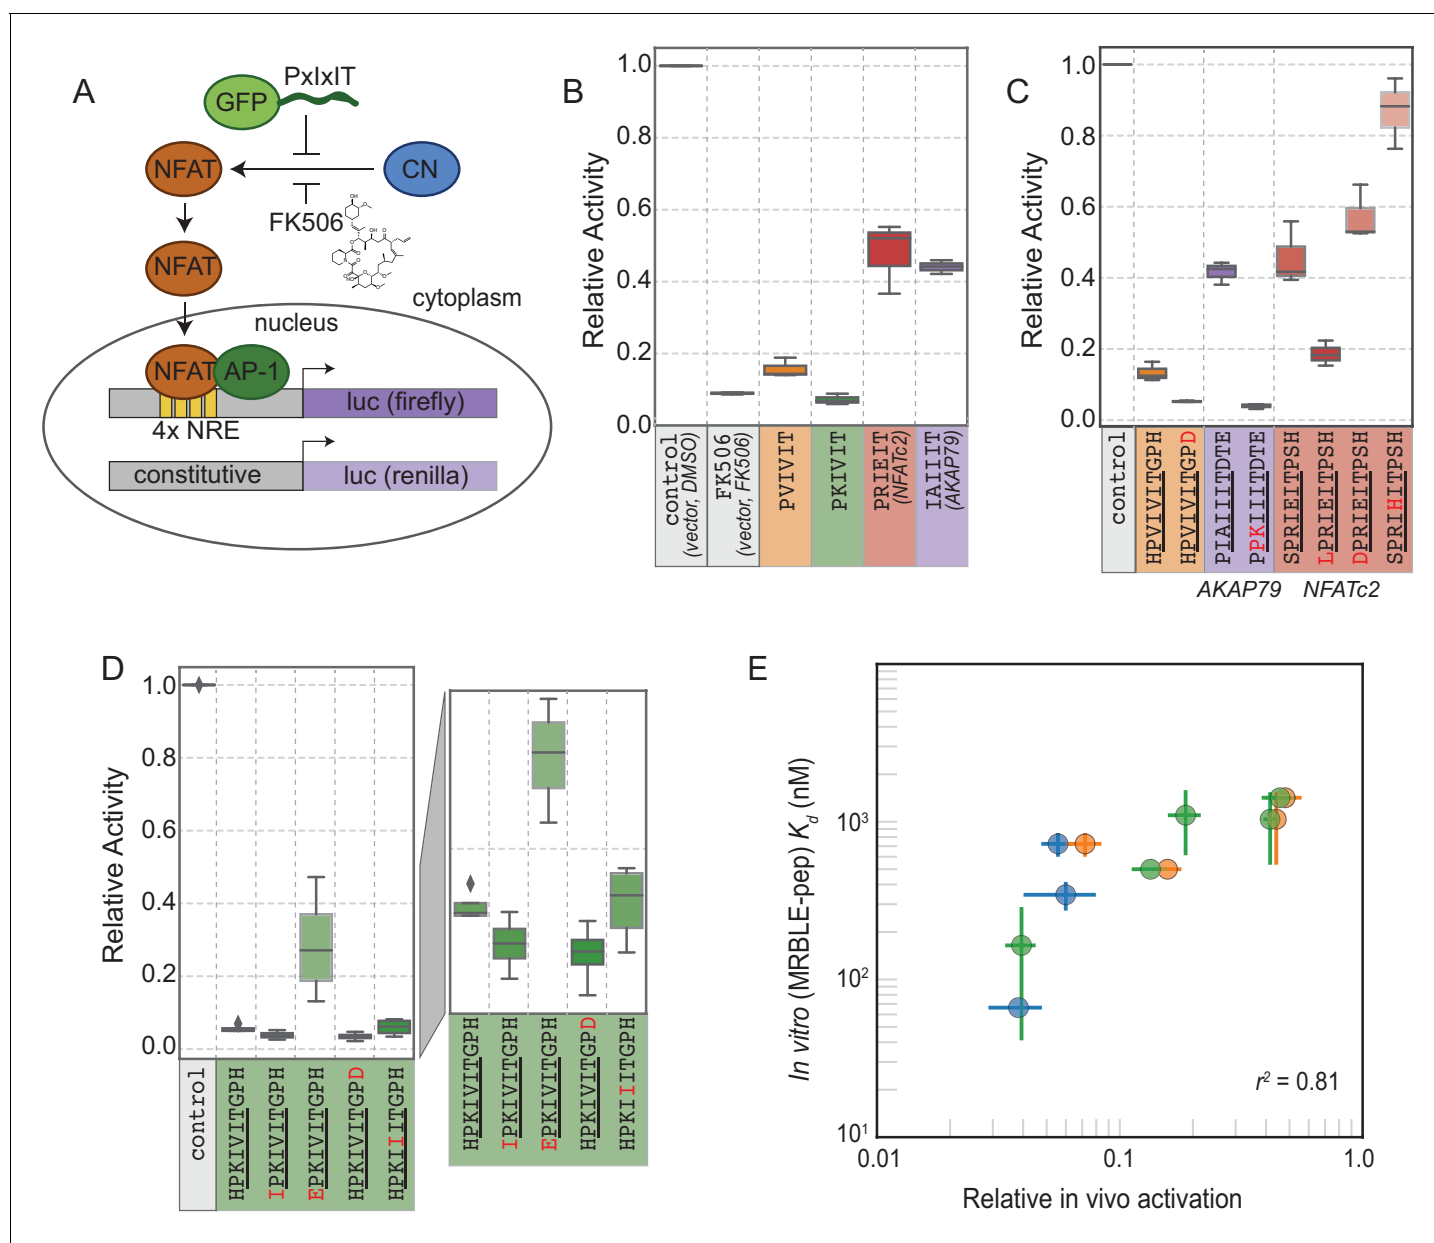 A
PxIxIT
GFP
NFAT
CN
FK506
NFAT
cytoplasm
nucleus
NFAT
AP-1
luc (firefly)
4x NRE
constitutive
luc (renilla)
B
Relative Activity
1.0
0.8
0.6
0.4
0.2
0.0
control
(vector, DMSO)
FK506
(vector, FK506)
PVIVIT
PKIVIT
PRIEIT
(NFATc2)
IAIIIT
(AKAP79)
C
Relative Activity
1.0
0.8
0.6
0.4
0.2
0.0
control
HPVIVITGPH
HPVIVITGPD
PIAIIITDTE
PPKIIITDTE
SPRIEITPSH
LPRIEITPSH
DPRIEITPSH
SPRIHITPSH
AKAP79 NFATc2
D
Relative Activity
1.0
0.8
0.6
0.4
0.2
0.0
control
HPKIVITGPH
IPKIVITGPH
EPKIVITGPH
HPKIVITGPD
HPKIIITGPH
HPKIVITGPH
IPKIVITGPH
EPKIVITGPH
HPKIVITGPD
HPKIIITGPH
E
In vitro (MRBLE-pep) Kd (nM)
10³
10²
10¹
r² = 0.81
0.01 0.1 1.0
Relative in vivo activation